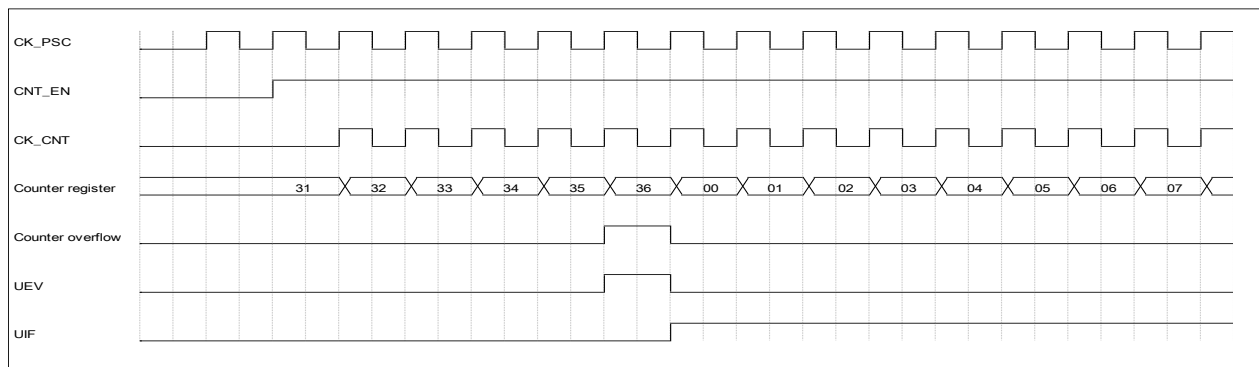 CK_PSC
CNT_EN
CK_CNT
Counter register 31 32 33 34 35 36 00 01 02 03 04 05 06 07
Counter overflow
UEV
UIF